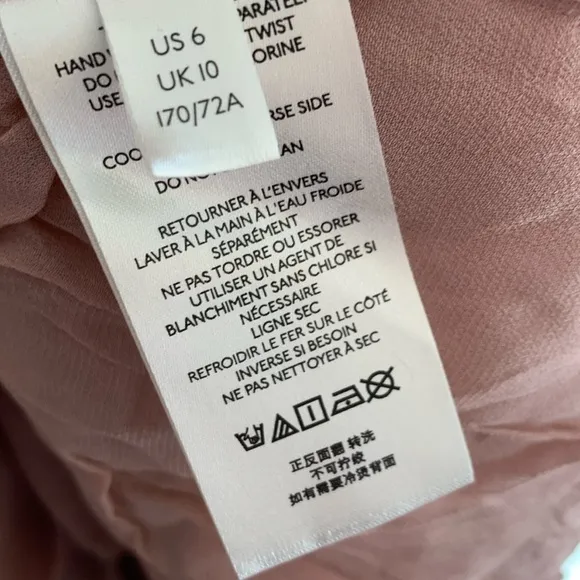 US 6
UK 10
170/72A
HAND
TWIST
DO
USE
COO
SIDE
DO
RETOURNER À L'ENVERS
LAVER À LA MAIN À L'EAU FROIDE
SÉPARÉMENT
NE PAS TORDRE OU ESSORER
UTILISER UN AGENT DE
BLANCHIMENT SANS CHLORE SI
NÉCESSAIRE
LIGNE SEC
REFROIDIR LE FER SUR LE CÔTÉ
INVERSE SI BESOIN
NE PAS NETTOYER À SEC
正反面翻 转洗
不可拧绞
如有需要冷烫背面